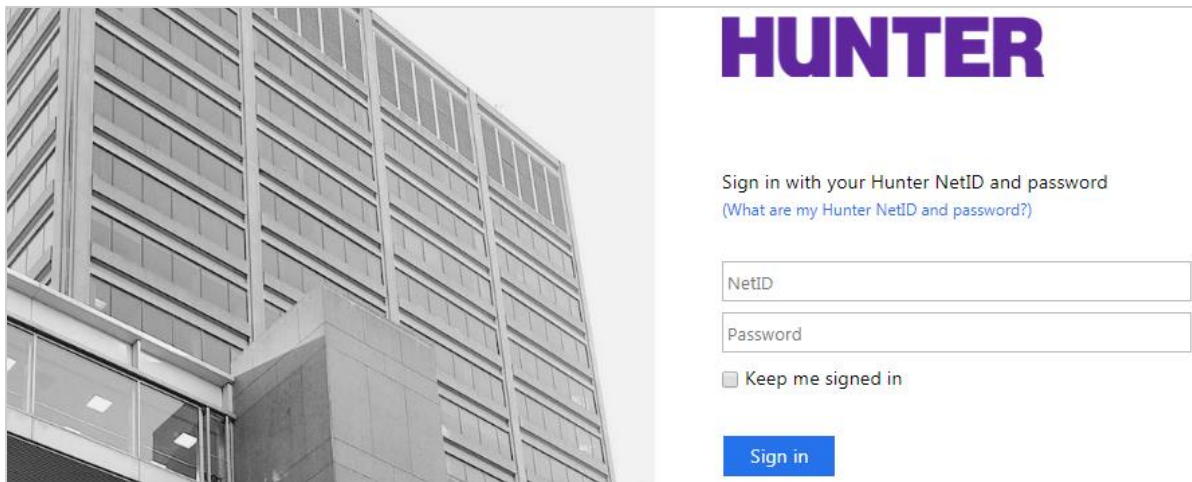 HUNTER
Sign in with your Hunter NetID and password
(What are my Hunter NetID and password?)
NetID
Password
Keep me signed in
Sign in